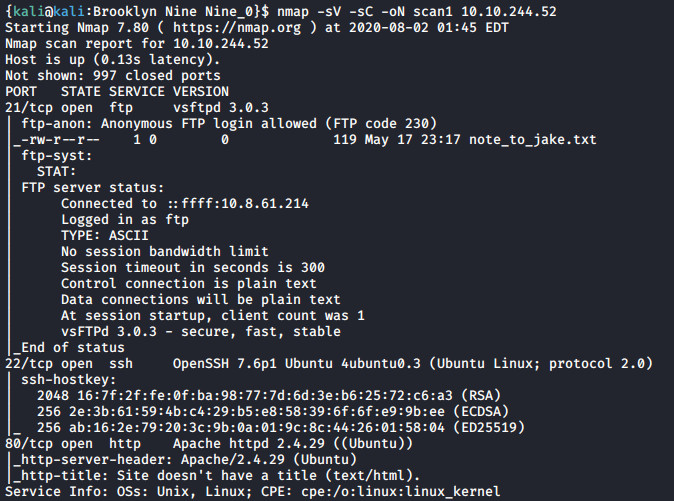 {kali@kali:Brooklyn Nine Nine_0}$ nmap -sV -sC -oN scan1 10.10.244.52
Starting Nmap 7.80 ( https://nmap.org ) at 2020-08-02 01:45 EDT
Nmap scan report for 10.10.244.52
Host is up (0.13s latency).
Not shown: 997 closed ports
PORT   STATE SERVICE VERSION
21/tcp open  ftp     vsftpd 3.0.3
| ftp-anon: Anonymous FTP login allowed (FTP code 230)
|_-rw-r--r--    1 0        0             119 May 17 23:17 note_to_jake.txt
| ftp-syst:
|   STAT:
| FTP server status:
|      Connected to ::ffff:10.8.61.214
|      Logged in as ftp
|      TYPE: ASCII
|      No session bandwidth limit
|      Session timeout in seconds is 300
|      Control connection is plain text
|      Data connections will be plain text
|      At session startup, client count was 1
|      vsFTPd 3.0.3 - secure, fast, stable
|_End of status
22/tcp open  ssh     OpenSSH 7.6p1 Ubuntu 4ubuntu0.3 (Ubuntu Linux; protocol 2.0)
| ssh-hostkey:
|   2048 16:7f:2f:fe:0f:ba:98:77:7d:6d:3e:b6:25:72:c6:a3 (RSA)
|   256 2e:3b:61:59:4b:c4:29:b5:e8:58:39:6f:6f:e9:9b:ee (ECDSA)
|_  256 ab:16:2e:79:20:3c:9b:0a:01:9c:8c:44:26:01:58:04 (ED25519)
80/tcp open  http    Apache httpd 2.4.29 ((Ubuntu))
|_http-server-header: Apache/2.4.29 (Ubuntu)
|_http-title: Site doesn't have a title (text/html).
Service Info: OSs: Unix, Linux; CPE: cpe:/o:linux:linux_kernel